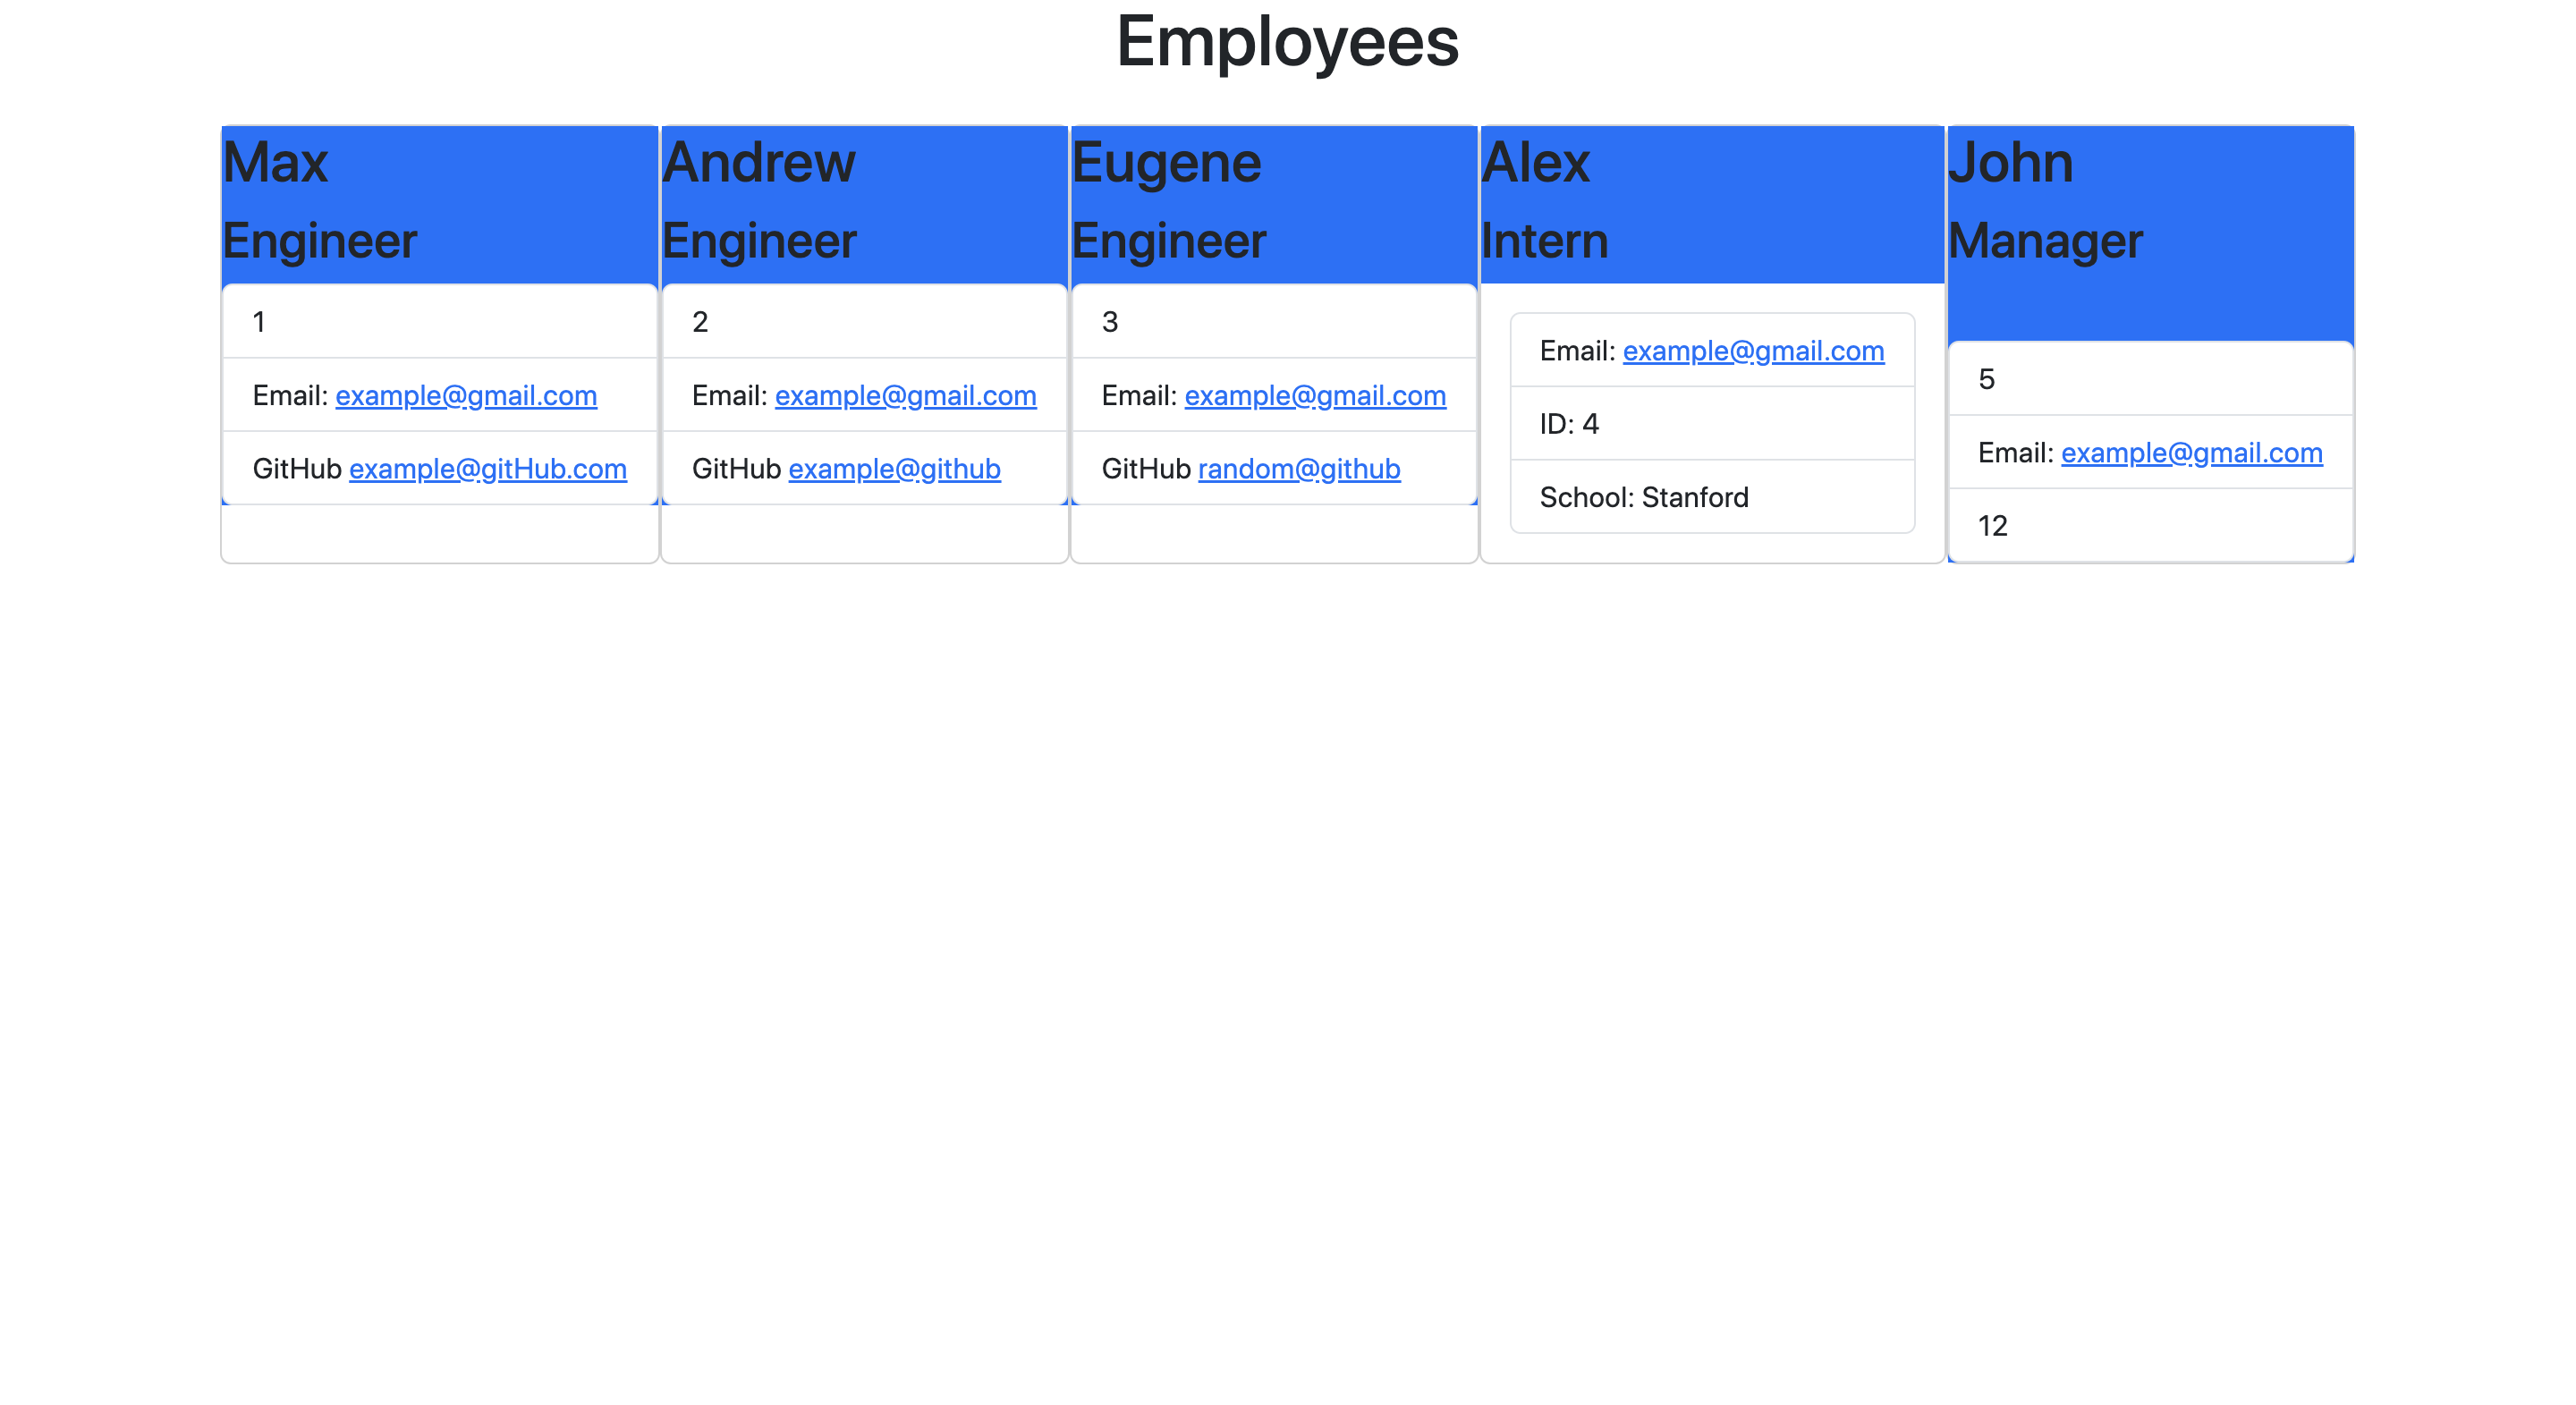 Employees
Max
Engineer
1
Email: example@gmail.com
GitHub example@gitHub.com
Andrew
Engineer
2
Email: example@gmail.com
GitHub example@github
Eugene
Engineer
3
Email: example@gmail.com
GitHub random@github
Alex
Intern
Email: example@gmail.com
ID: 4
School: Stanford
John
Manager
5
Email: example@gmail.com
12